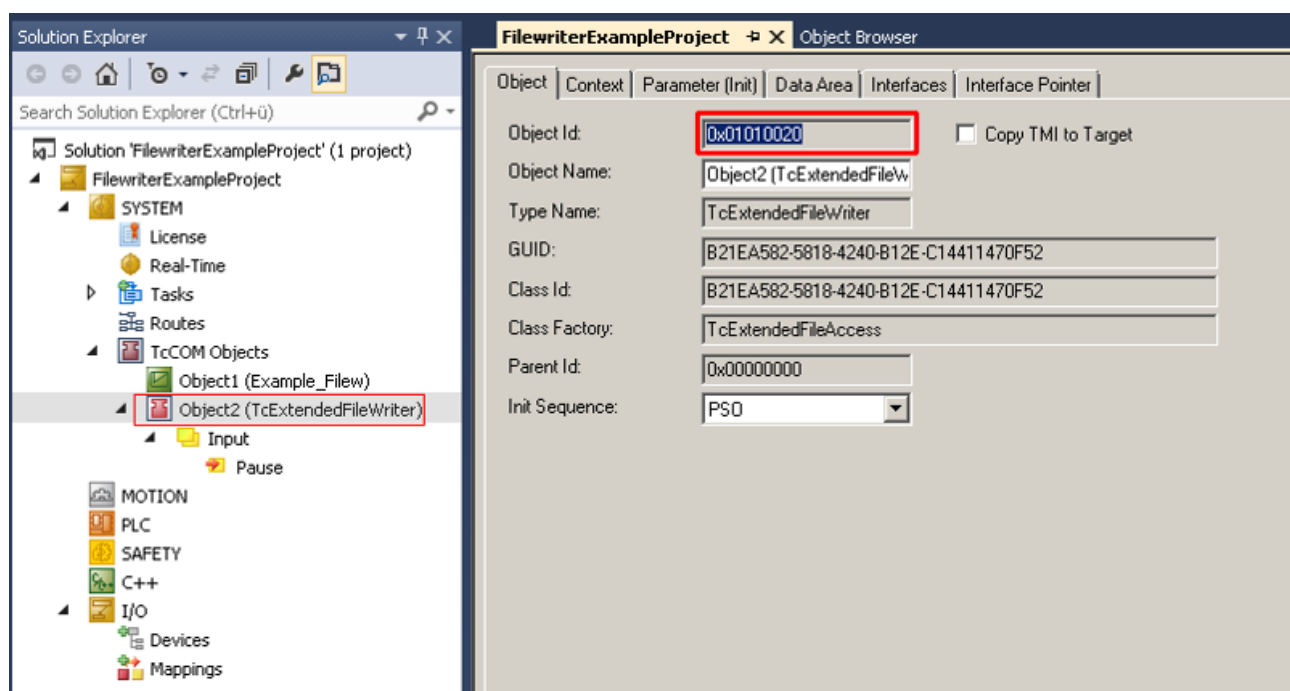 Solution Explorer
Search Solution Explorer (Ctrl+ü)
Solution 'FilewriterExampleProject' (1 project)
FilewriterExampleProject
SYSTEM
License
Real-Time
Tasks
Routes
TcCOM Objects
Object1 (Example_Filew)
Object2 (TcExtendedFileWriter)
Input
Pause
MOTION
PLC
SAFETY
C++
I/O
Devices
Mappings
FilewriterExampleProject Object Browser
Object Context Parameter (Init) Data Area Interfaces Interface Pointer
Object Id: 0x01010020 Copy TMI to Target
Object Name: Object2 (TcExtendedFileW
Type Name: TcExtendedFileWriter
GUID: B21EA582-5818-4240-B12E-C14411470F52
Class Id: B21EA582-5818-4240-B12E-C14411470F52
Class Factory: TcExtendedFileAccess
Parent Id: 0x00000000
Init Sequence: PSO